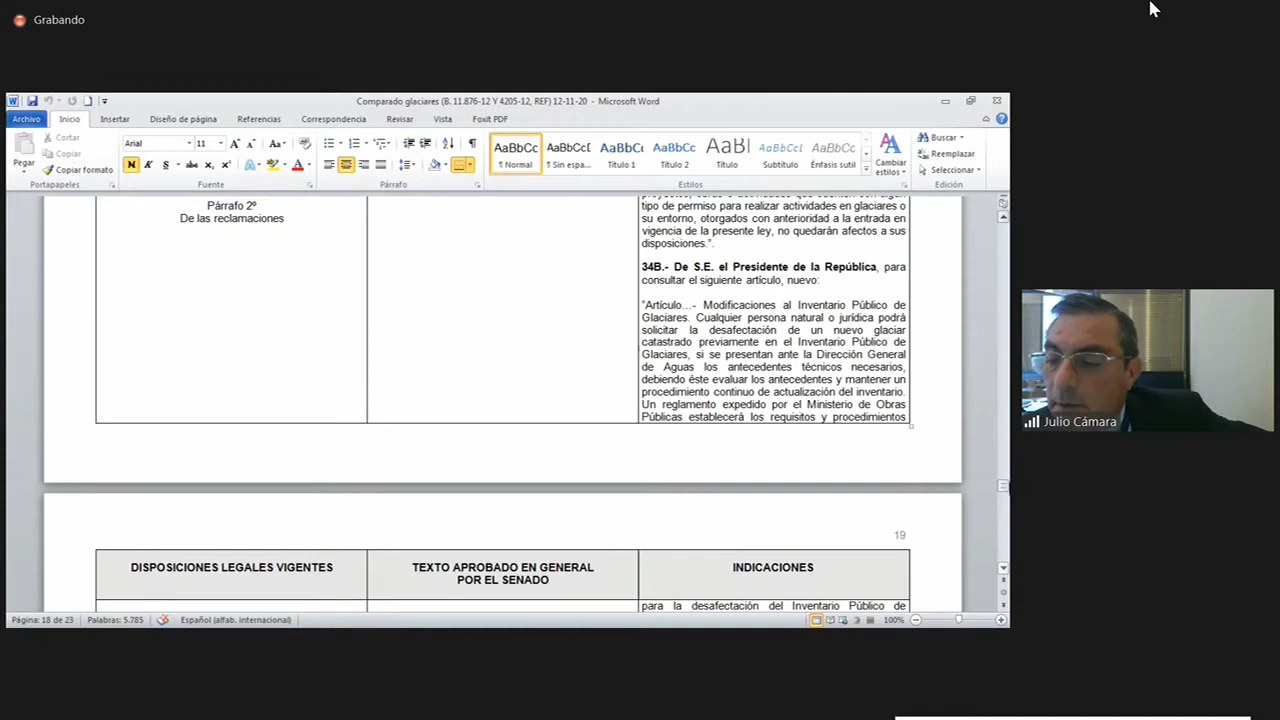 Grabando
Comparado glaciares (B. 11.876-12 Y 4205-12, REF) 12-11-20 - Microsoft Word
Archivo Inicio Insertar Diseño de página Referencias Correspondencia Revisar Vista Foxit PDF
Pegar
Cortar
Copiar
Copiar formato
Portapapeles
Arial 11
N K S abc x₂ x²
Fuente
Párrafo
AaBbCc AaBbCcI AaBbC AaBbCc AaBl AaBbCcI AaBbCc
¶ Normal ¶ Sin espa... Título 1 Título 2 Título Subtítulo Énfasis sutil
Cambiar
estilos
Estilos
Buscar
Reemplazar
Seleccionar
Edición
Párrafo 2º
De las reclamaciones
tipo de permiso para realizar actividades en glaciares o
su entorno, otorgados con anterioridad a la entrada en
vigencia de la presente ley, no quedarán afectos a sus
disposiciones.”.
34B.- De S.E. el Presidente de la República, para
consultar el siguiente artículo, nuevo:
“Artículo...- Modificaciones al Inventario Público de
Glaciares. Cualquier persona natural o jurídica podrá
solicitar la desafectación de un nuevo glaciar
catastrado previamente en el Inventario Público de
Glaciares, si se presentan ante la Dirección General
de Aguas los antecedentes técnicos necesarios,
debiendo éste evaluar los antecedentes y mantener un
procedimiento continuo de actualización del inventario.
Un reglamento expedido por el Ministerio de Obras
Públicas establecerá los requisitos y procedimientos
19
DISPOSICIONES LEGALES VIGENTES
TEXTO APROBADO EN GENERAL
POR EL SENADO
INDICACIONES
para la desafectación del Inventario Público de
Página: 18 de 23 Palabras: 5.785 Español (alfab. internacional) 100%
Julio Cámara